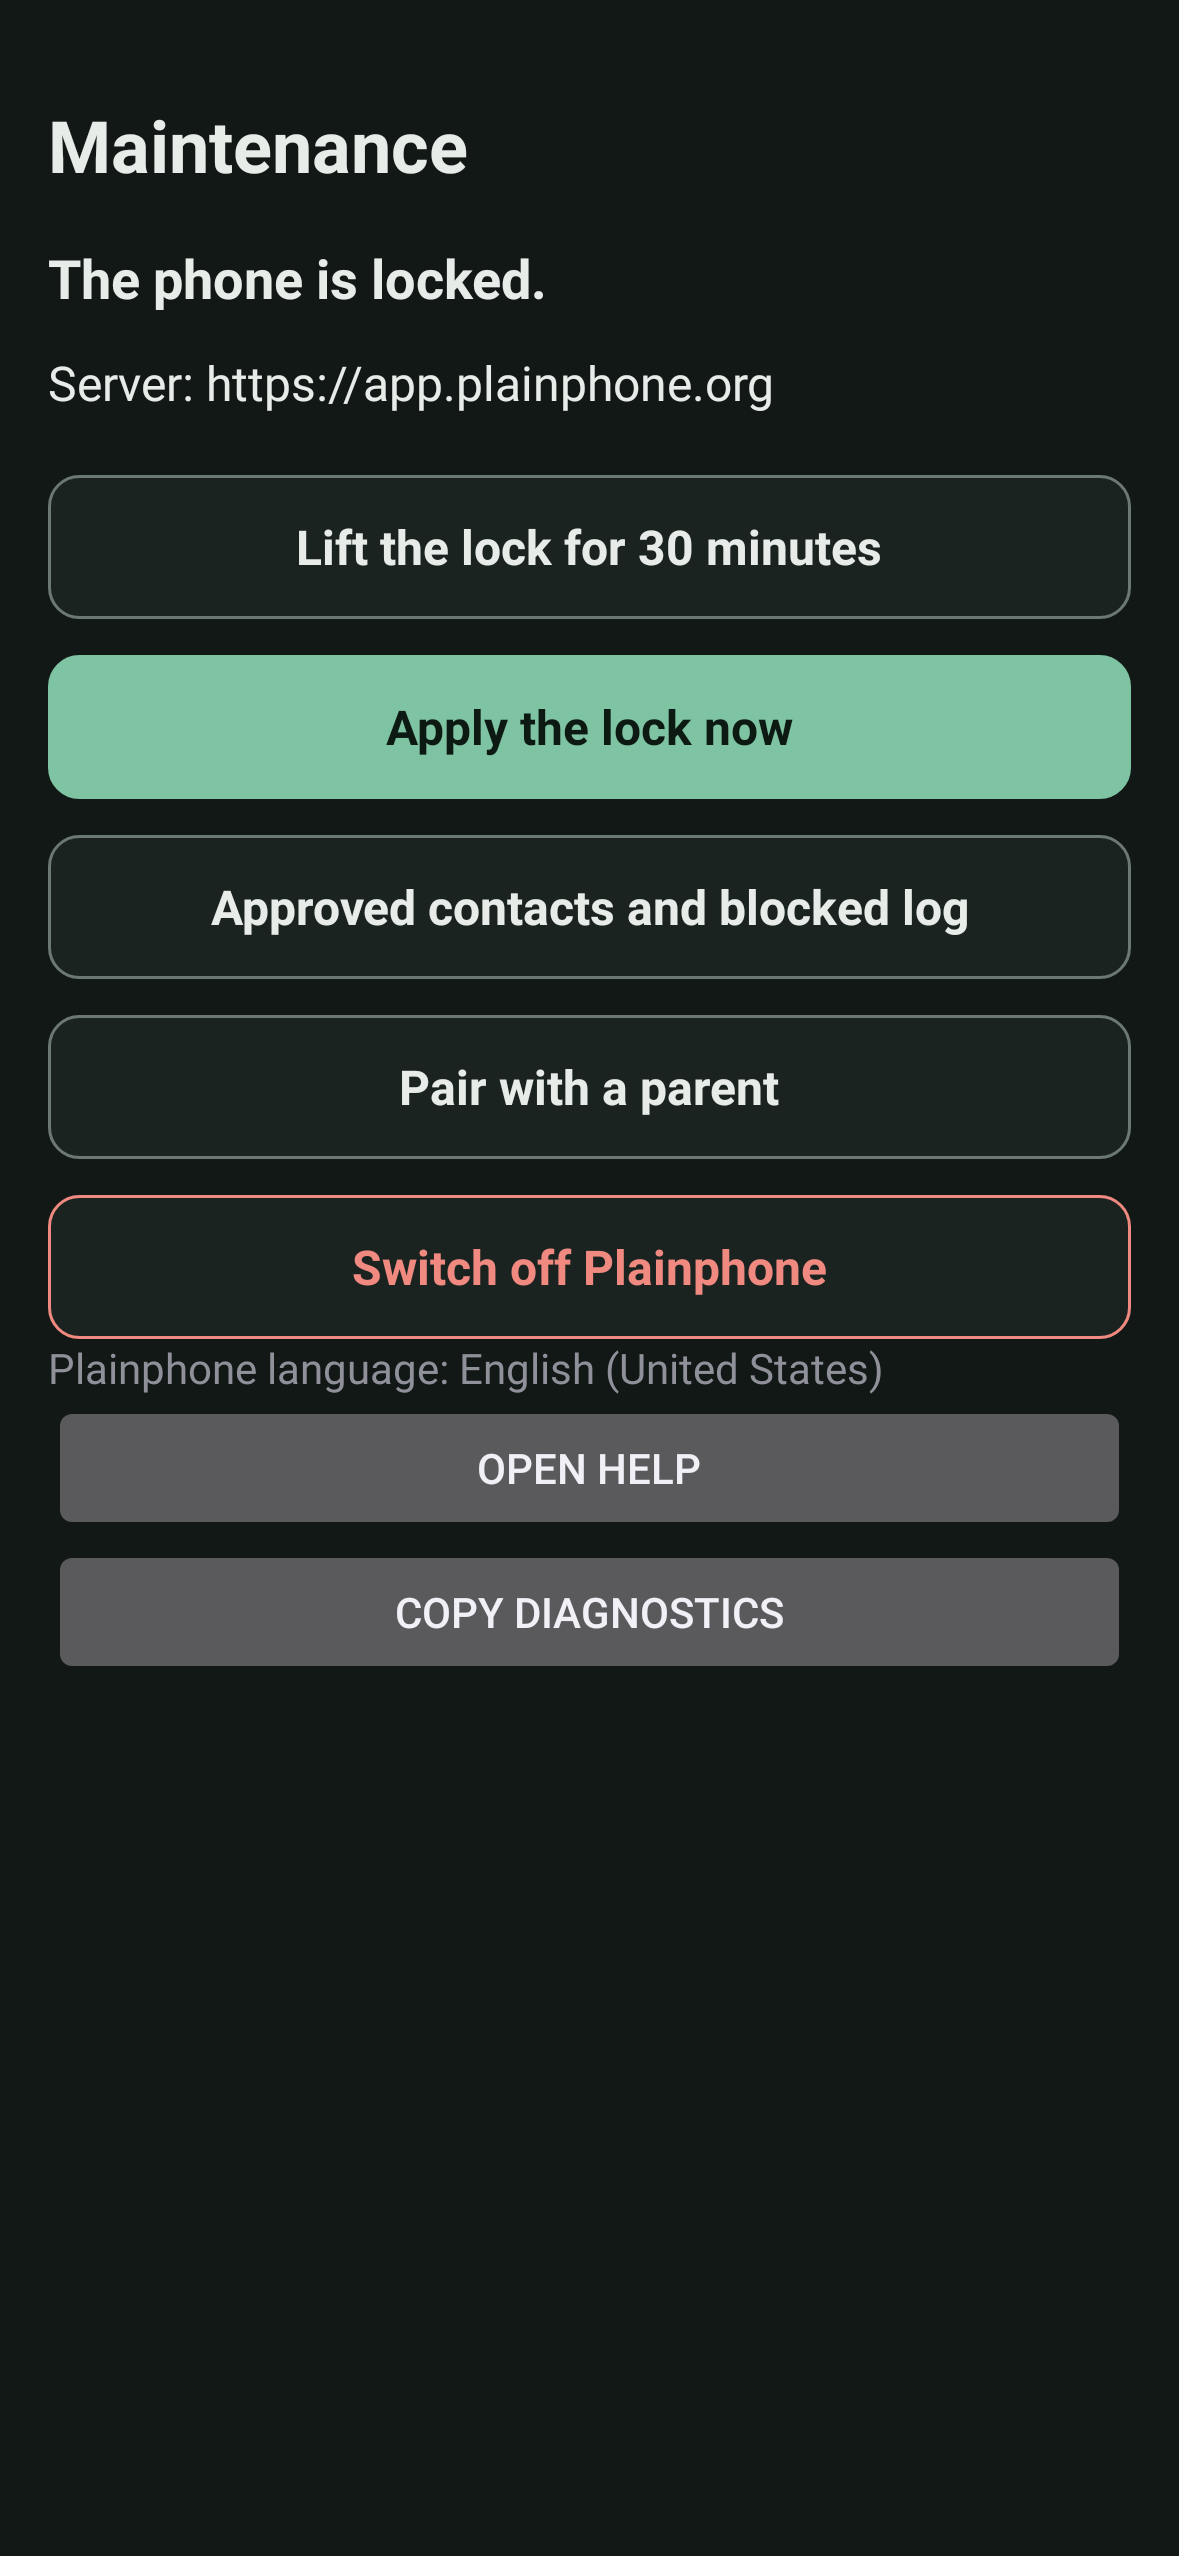 Maintenance
The phone is locked.
Server: https://app.plainphone.org
Lift the lock for 30 minutes
Apply the lock now
Approved contacts and blocked log
Pair with a parent
Switch off Plainphone
Plainphone language: English (United States)
OPEN HELP
COPY DIAGNOSTICS